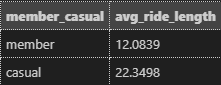 member_casual avg_ride_length
member 12.0839
casual 22.3498